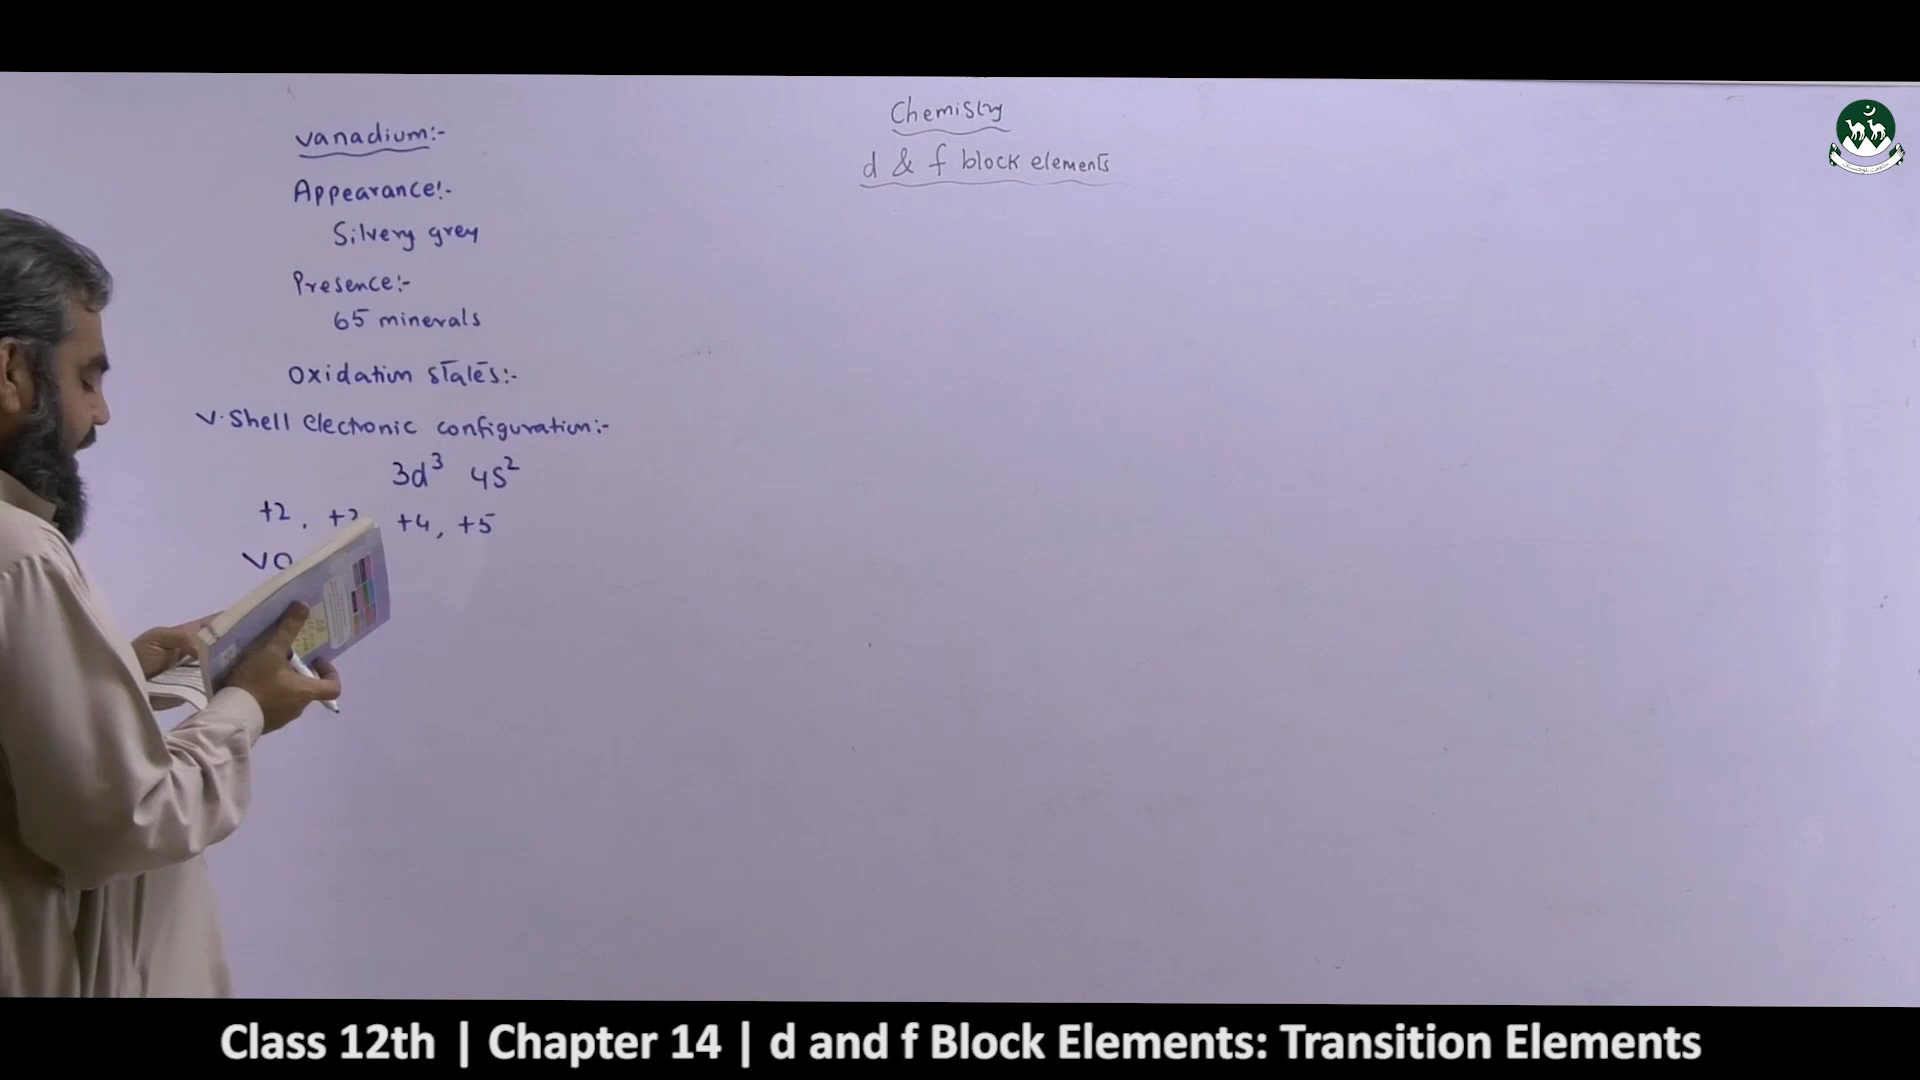 Chemistry
d & f block elements
Vanadium:-
Appearance:-
Silvery grey
Presence:-
65 minerals
Oxidation states:-
V. Shell electronic configuration:-
3d³ 4s²
+2, +3 +4, +5
VO
Class 12th | Chapter 14 | d and f Block Elements: Transition Elements